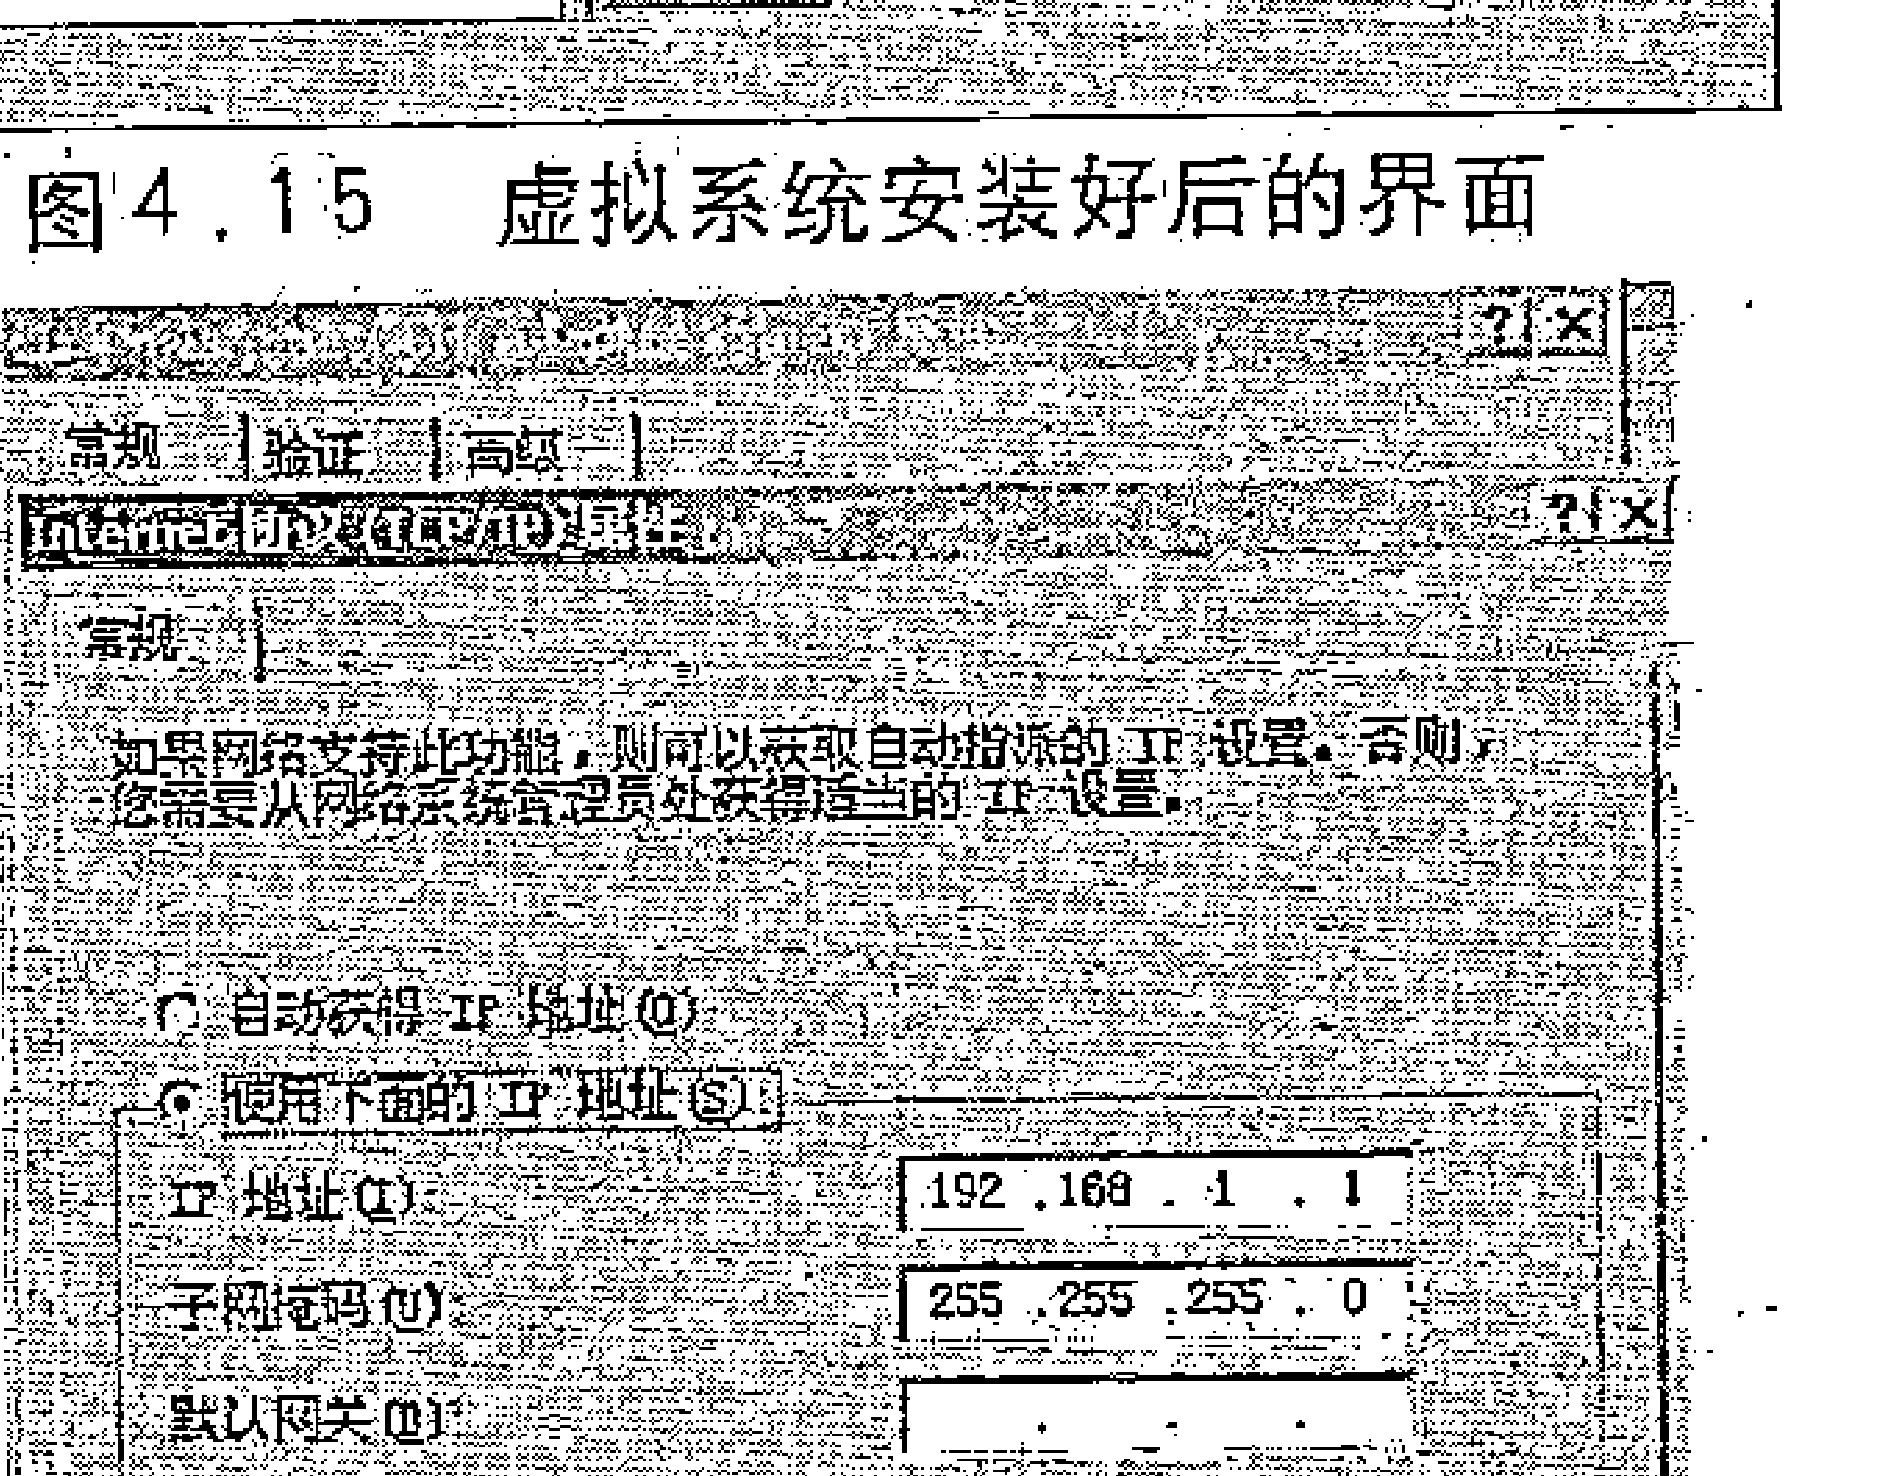 图4.15 虚拟系统安装好后的界面
常规 验证 高级
Internet 协议 (TCP/IP) 属性
常规
如果网络支持此功能，则可以获取自动指派的 IP 设置。否则，
您需要从网络系统管理员处获得适当的 IP 设置。
自动获得 IP 地址(O)
使用下面的 IP 地址(S):
IP 地址(I): 192 .168 . 1 . 1
子网掩码(U): 255 .255 .255 . 0
默认网关(D): . . .